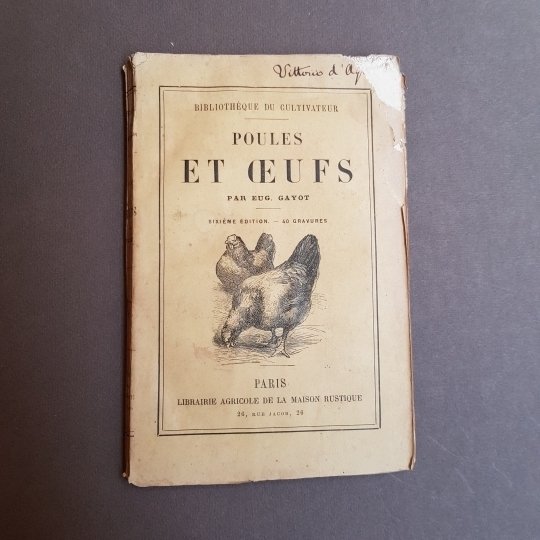 Vittorio d'
BIBLIOTHÈQUE DU CULTIVATEUR
POULES
ET ŒUFS
PAR EUG. GAYOT
SIXIÈME ÉDITION. — 40 GRAVURES
PARIS
LIBRAIRIE AGRICOLE DE LA MAISON RUSTIQUE
26, RUE JACOB, 26